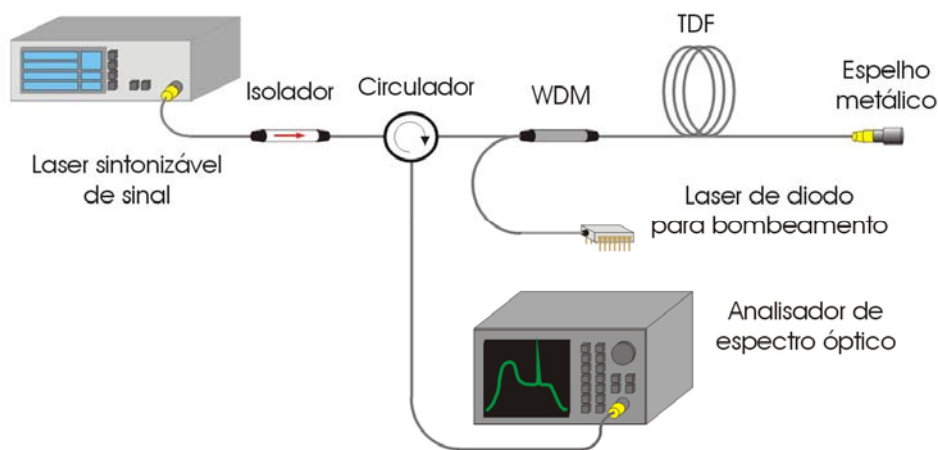 TDF
Espelho
metálico
Isolador
Circulador
WDM
Laser sintonizável
de sinal
Laser de diodo
para bombeamento
Analisador de
espectro óptico